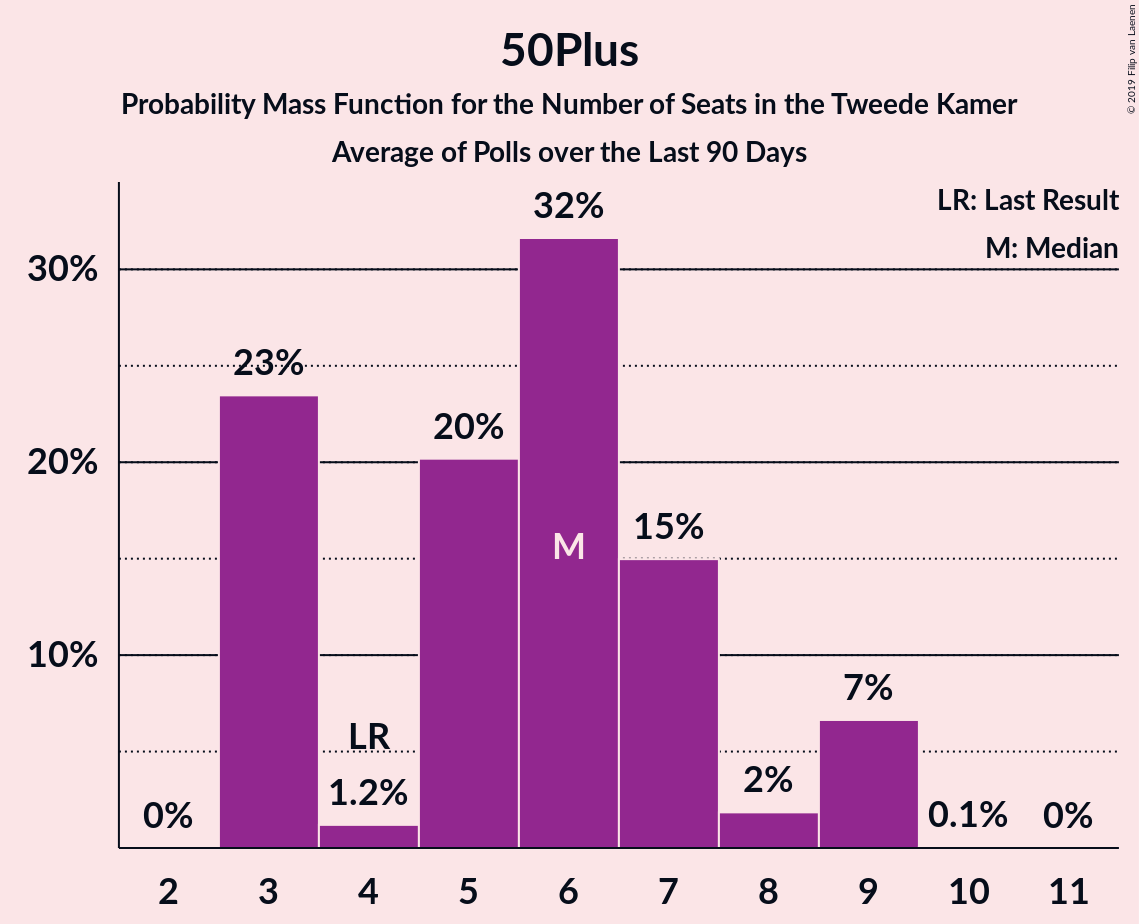 50Plus
Probability Mass Function for the Number of Seats in the Tweede Kamer
Average of Polls over the Last 90 Days
© 2019 Filip van Laenen
LR: Last Result
M: Median
30%
20%
10%
0%
23%
1.2%
LR
20%
32%
M
15%
2%
7%
0.1%
0%
2 3 4 5 6 7 8 9 10 11